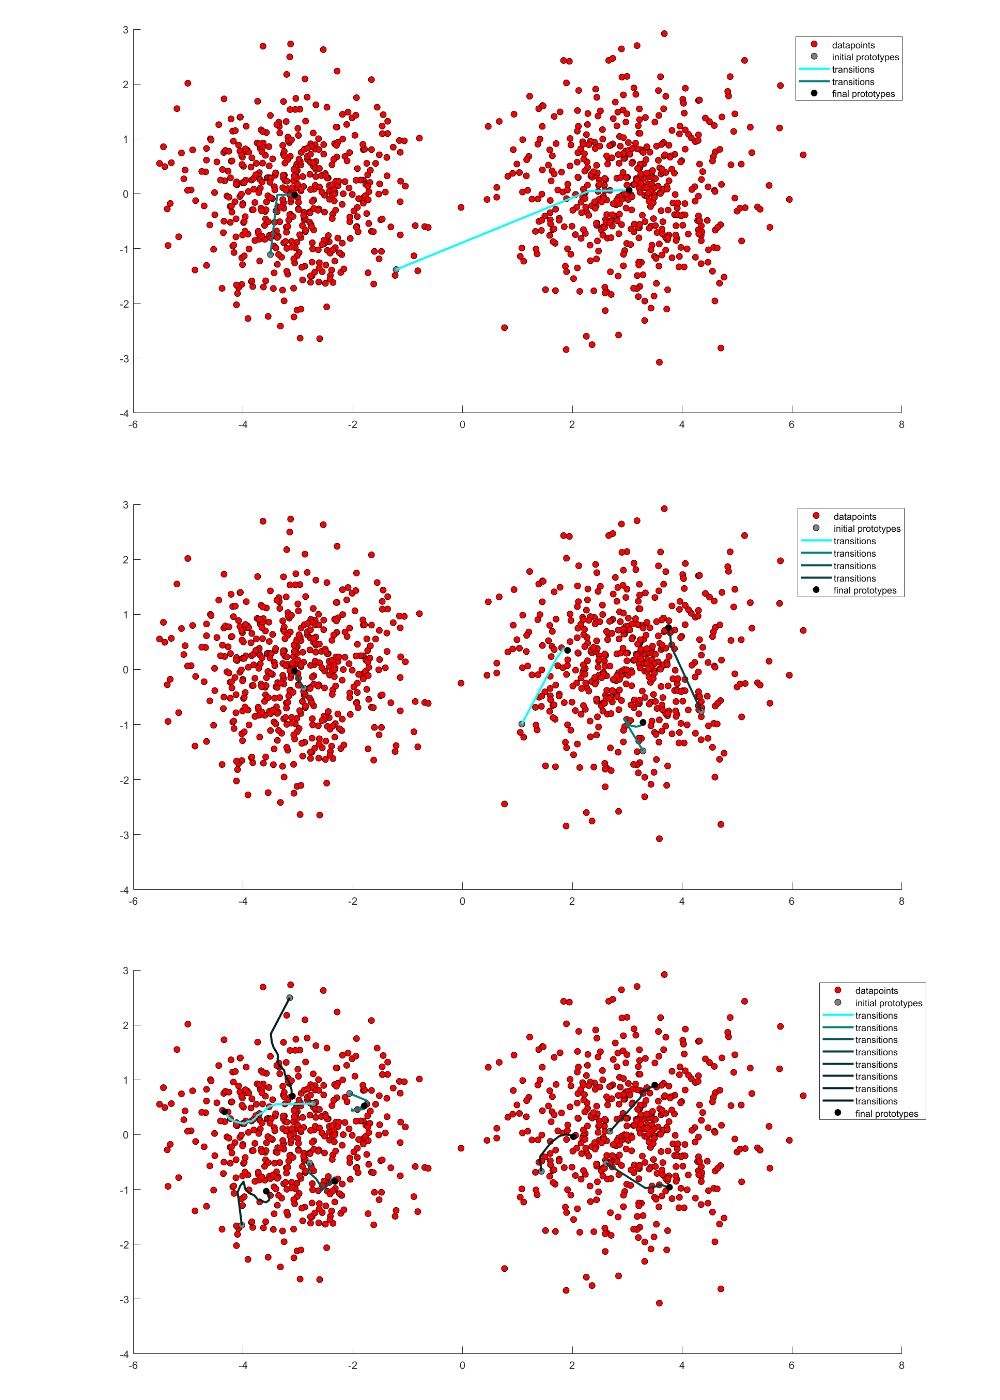 3
2
1
0
-1
-2
-3
-4
-6
-4
-2
0
2
4
6
8
datapoints
initial prototypes
transitions
transitions
final prototypes
3
2
1
0
-1
-2
-3
-4
-6
-4
-2
0
2
4
6
8
datapoints
initial prototypes
transitions
transitions
transitions
transitions
final prototypes
3
2
1
0
-1
-2
-3
-4
-6
-4
-2
0
2
4
6
8
datapoints
initial prototypes
transitions
transitions
transitions
transitions
transitions
transitions
transitions
transitions
final prototypes